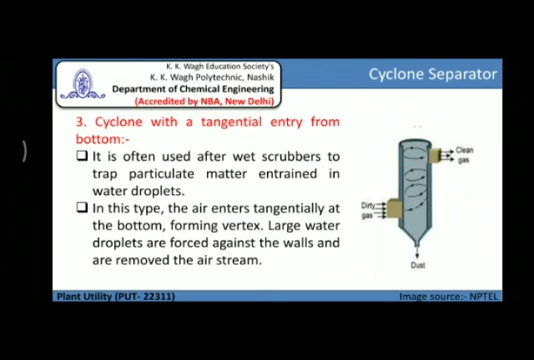 K. K. Wagh Education Society's
K. K. Wagh Polytechnic, Nashik
Department of Chemical Engineering
(Accredited by NBA, New Delhi)
Cyclone Separator
3. Cyclone with a tangential entry from
bottom:-
It is often used after wet scrubbers to
trap particulate matter entrained in
water droplets.
In this type, the air enters tangentially at
the bottom, forming vertex. Large water
droplets are forced against the walls and
are removed the air stream.
Clean
gas
Dirty
gas
Dust
Plant Utility (PUT- 22311)
Image source:- NPTEL